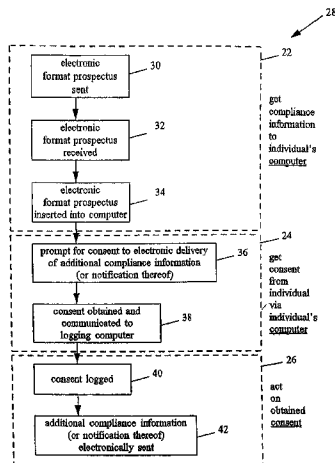 28
electronic
format prospectus
sent
30
22
get
compliance
information
to
individual's
computer
electronic
format prospectus
received
32
electronic
format prospectus
inserted into computer
34
prompt for consent to electronic delivery
of additional compliance information
(or notification thereof)
36
24
get
consent
from
individual
via
individual's
computer
consent obtained and
communicated to
logging computer
38
consent logged
40
26
act
on
obtained
consent
additional compliance information
(or notification thereof)
electronically sent
42